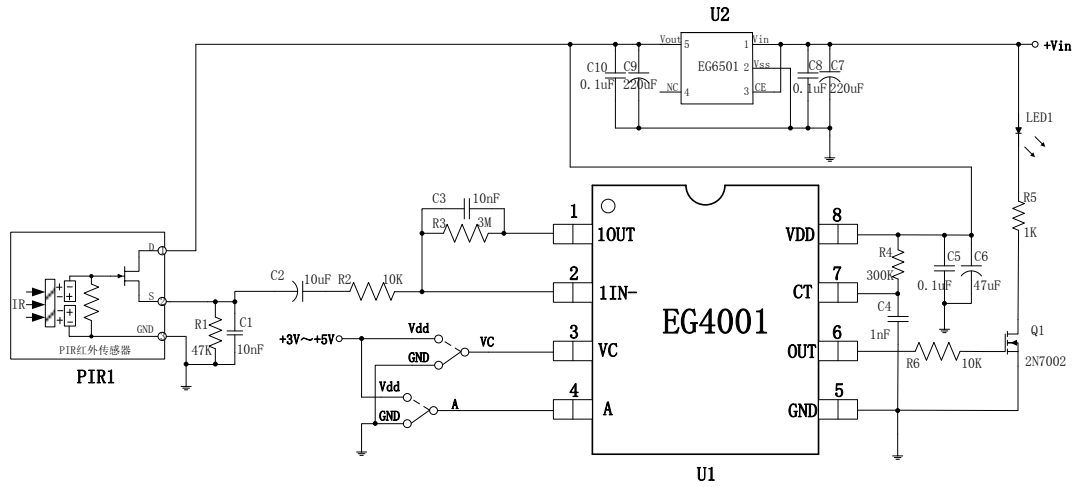 U2
Vout
5
EG6501
1
Vin
2
Vss
NC
4
3
CE
C10
0.1uF
C9
220uF
C8
0.1uF
C7
220uF
+Vin
LED1
R5
1K
C3
10nF
R3
3M
1
1OUT
2
1IN-
3
VC
4
A
8
VDD
7
CT
6
OUT
5
GND
EG4001
U1
R4
300K
C5
0.1uF
C6
47uF
C4
1nF
R6
10K
Q1
2N7002
D
S
GND
IR
PIR红外传感器
PIR1
R1
47K
C1
10nF
C2
10uF
R2
10K
+3V～+5V
Vdd
GND
VC
Vdd
GND
A